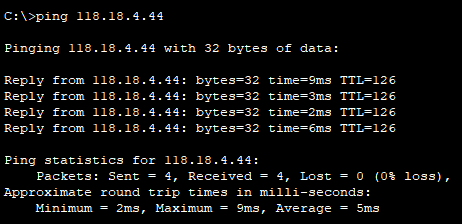 C:\>ping 118.18.4.44
Pinging 118.18.4.44 with 32 bytes of data:
Reply from 118.18.4.44: bytes=32 time=9ms TTL=126
Reply from 118.18.4.44: bytes=32 time=3ms TTL=126
Reply from 118.18.4.44: bytes=32 time=2ms TTL=126
Reply from 118.18.4.44: bytes=32 time=6ms TTL=126
Ping statistics for 118.18.4.44:
    Packets: Sent = 4, Received = 4, Lost = 0 (0% loss),
Approximate round trip times in milli-seconds:
    Minimum = 2ms, Maximum = 9ms, Average = 5ms